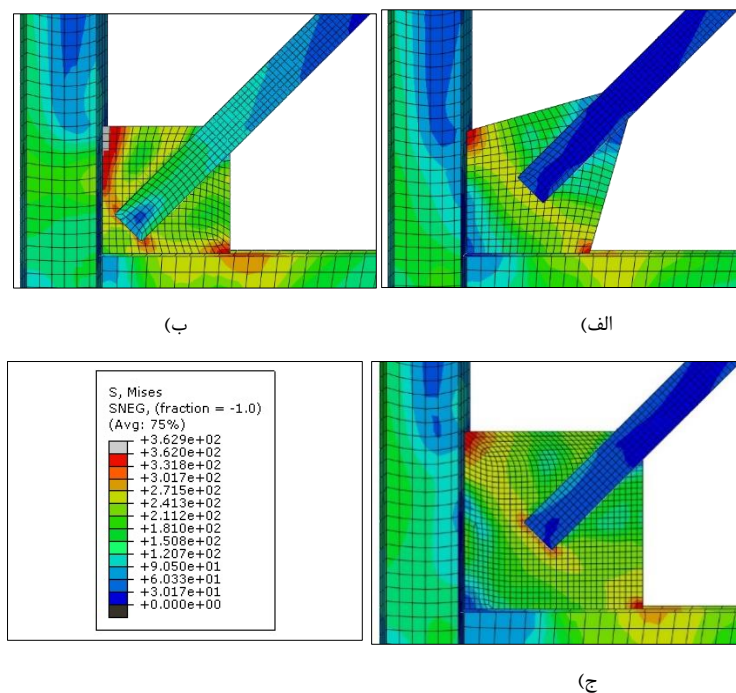 الف)
ب)
S, Mises
SNEG, (fraction = -1.0)
(Avg: 75%)
+3.629e+02
+3.620e+02
+3.318e+02
+3.017e+02
+2.715e+02
+2.413e+02
+2.112e+02
+1.810e+02
+1.508e+02
+1.207e+02
+9.050e+01
+6.033e+01
+3.017e+01
+0.000e+00
ج)